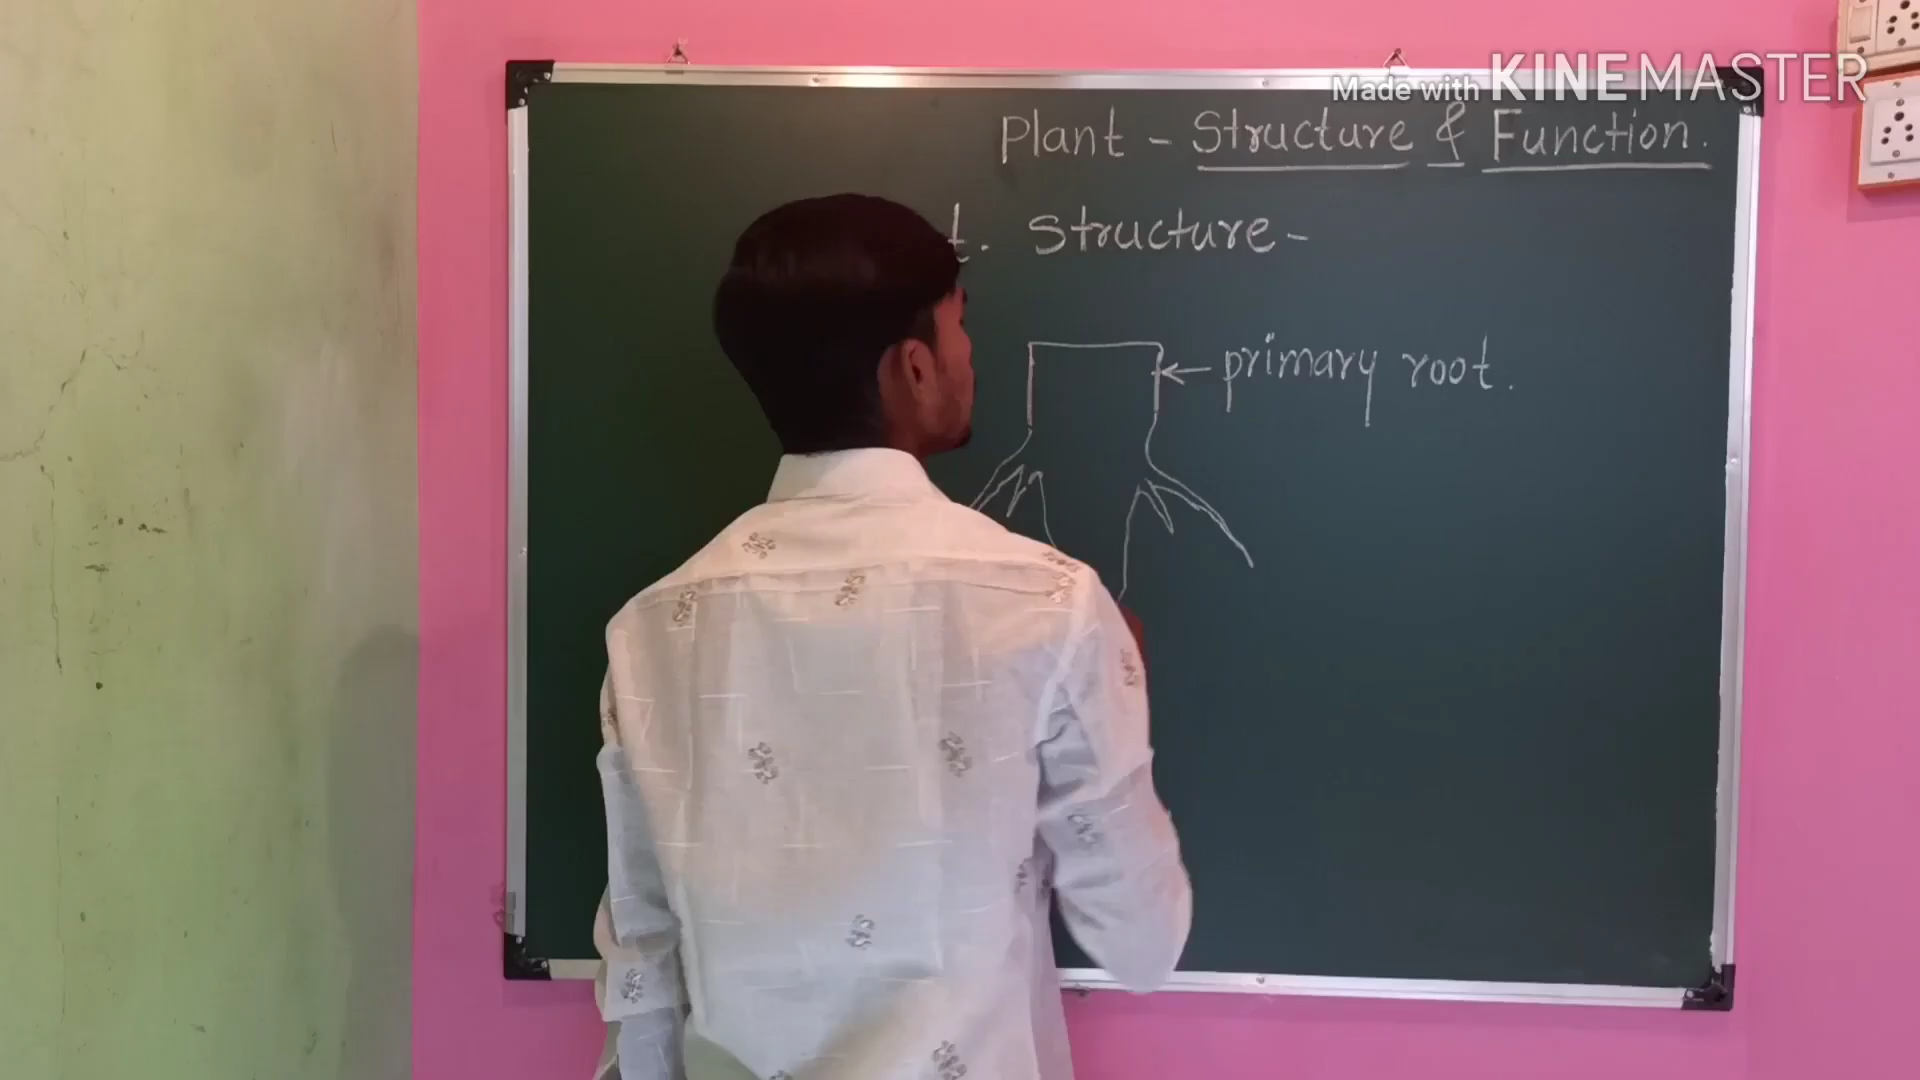 Made with KINEMASTER
Plant - Structure & Function.
Structure -
primary root.